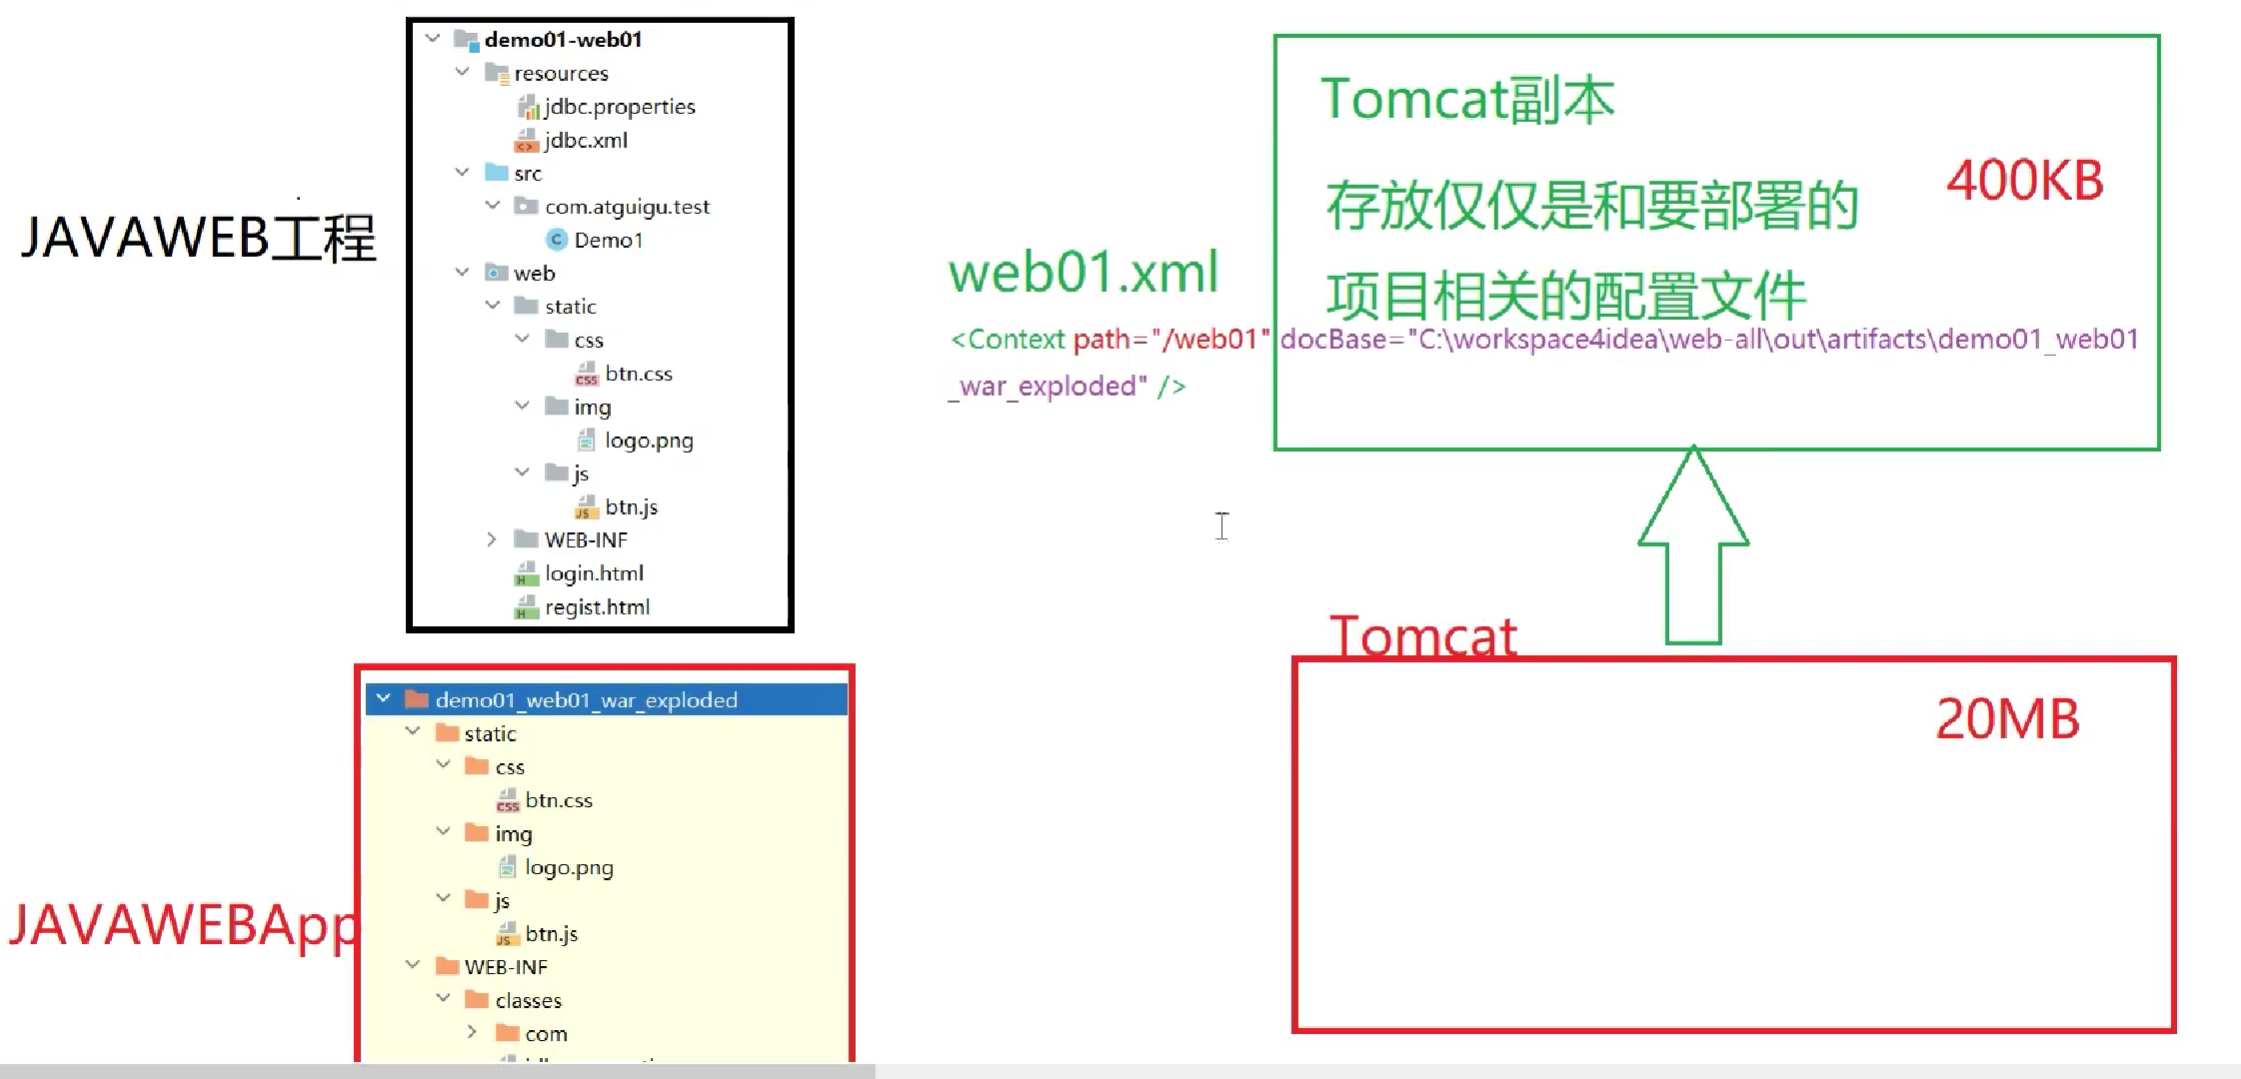 JAVAWEB工程
demo01-web01
resources
jdbc.properties
jdbc.xml
src
com.atguigu.test
Demo1
web
static
css
btn.css
img
logo.png
js
btn.js
WEB-INF
login.html
regist.html
JAVAWEBApp
demo01_web01_war_exploded
static
css
btn.css
img
logo.png
js
btn.js
WEB-INF
classes
com
Tomcat副本
400KB
存放仅仅是和要部署的
项目相关的配置文件
web01.xml
<Context path="/web01" docBase="C:\workspace4idea\web-all\out\artifacts\demo01_web01
_war_exploded" />
Tomcat
20MB